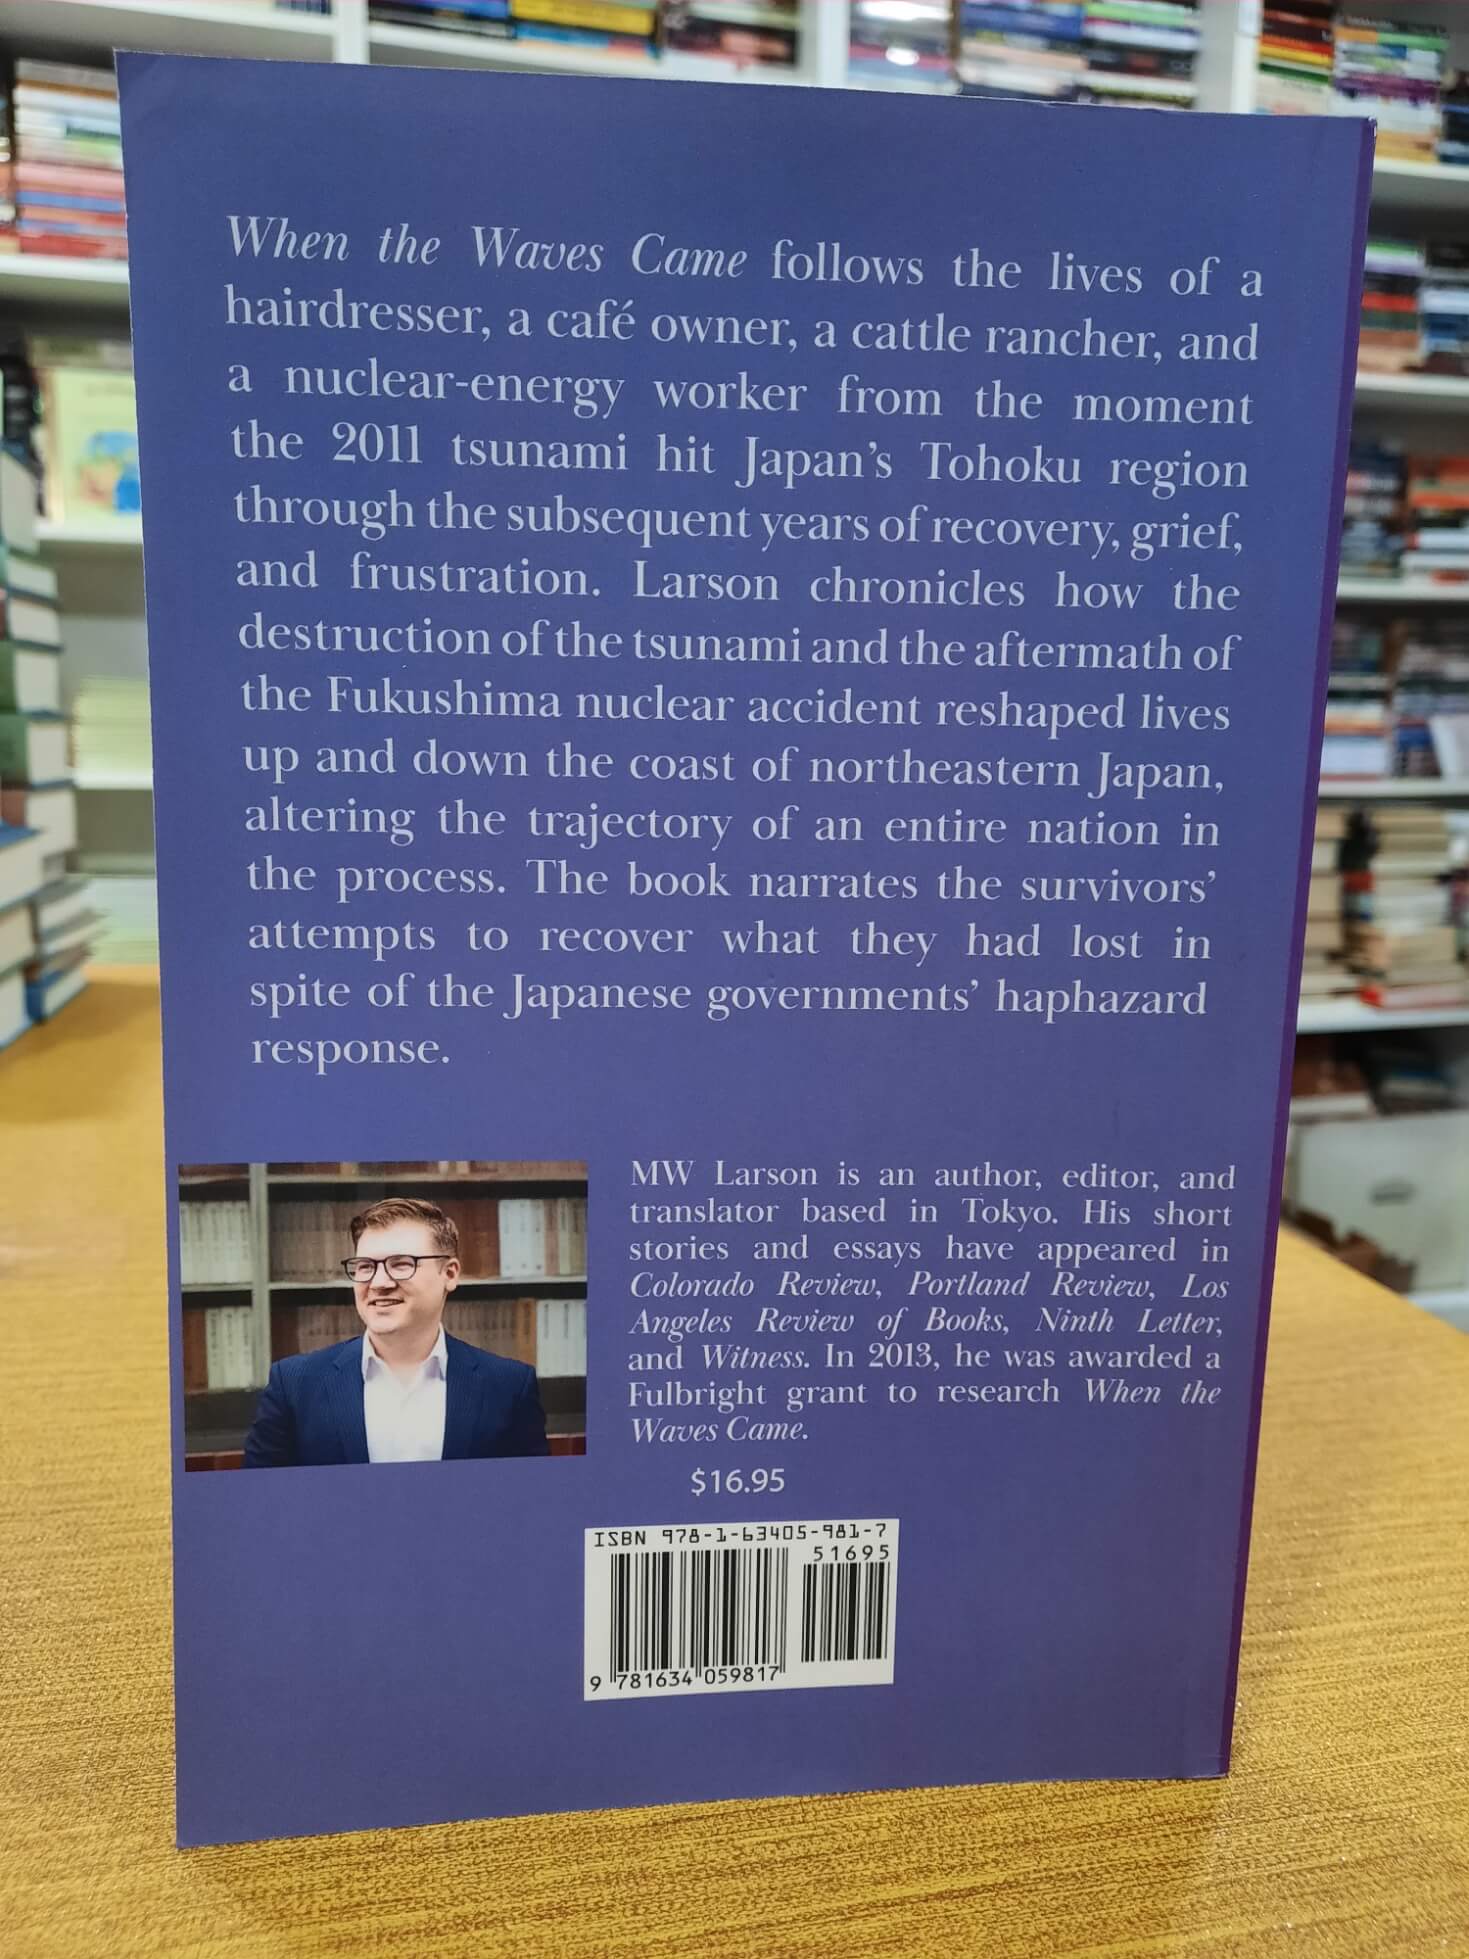 When the Waves Came follows the lives of a
hairdresser, a café owner, a cattle rancher, and
a nuclear-energy worker from the moment
the 2011 tsunami hit Japan's Tohoku region
through the subsequent years of recovery, grief,
and frustration. Larson chronicles how the
destruction of the tsunami and the aftermath of
the Fukushima nuclear accident reshaped lives
up and down the coast of northeastern Japan,
altering the trajectory of an entire nation in
the process. The book narrates the survivors'
attempts to recover what they had lost in
spite of the Japanese governments' haphazard
response.
MW Larson is an author, editor, and
translator based in Tokyo. His short
stories and essays have appeared in
Colorado Review, Portland Review, Los
Angeles Review of Books, Ninth Letter,
and Witness. In 2013, he was awarded a
Fulbright grant to research When the
Waves Came.
$16.95
ISBN 978-1-63405-981-7
51695
9 781634 059817